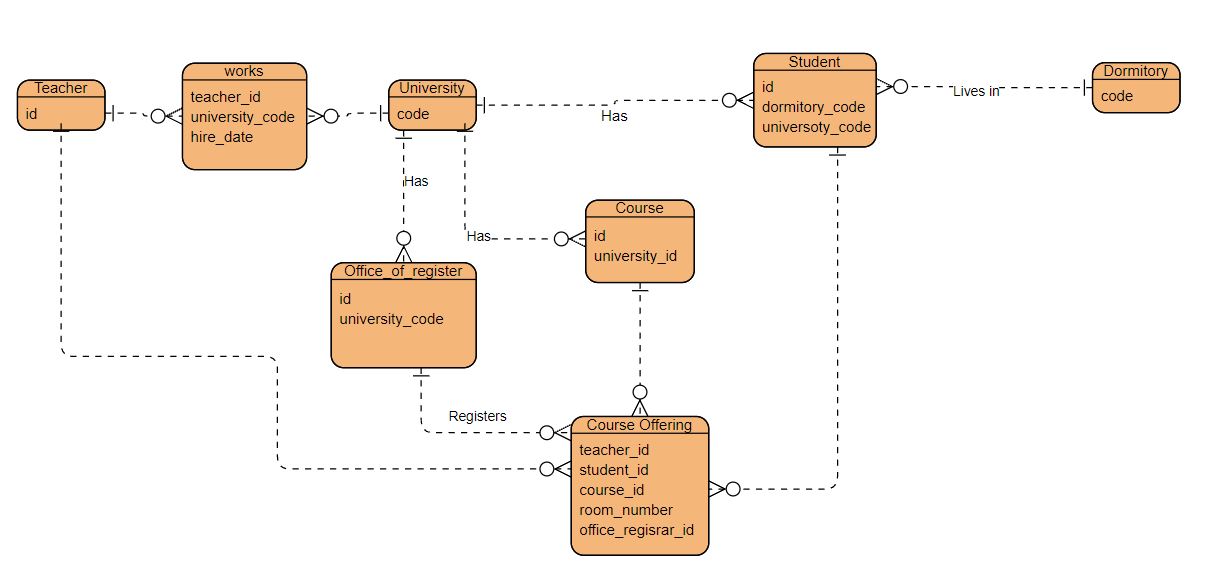 Teacher
id
works
teacher_id
university_code
hire_date
University
code
Has
Student
id
dormitory_code
universoty_code
Lives in
Dormitory
code
Has
Has
Course
id
university_id
Office_of_register
id
university_code
Registers
Course Offering
teacher_id
student_id
course_id
room_number
office_regisrar_id